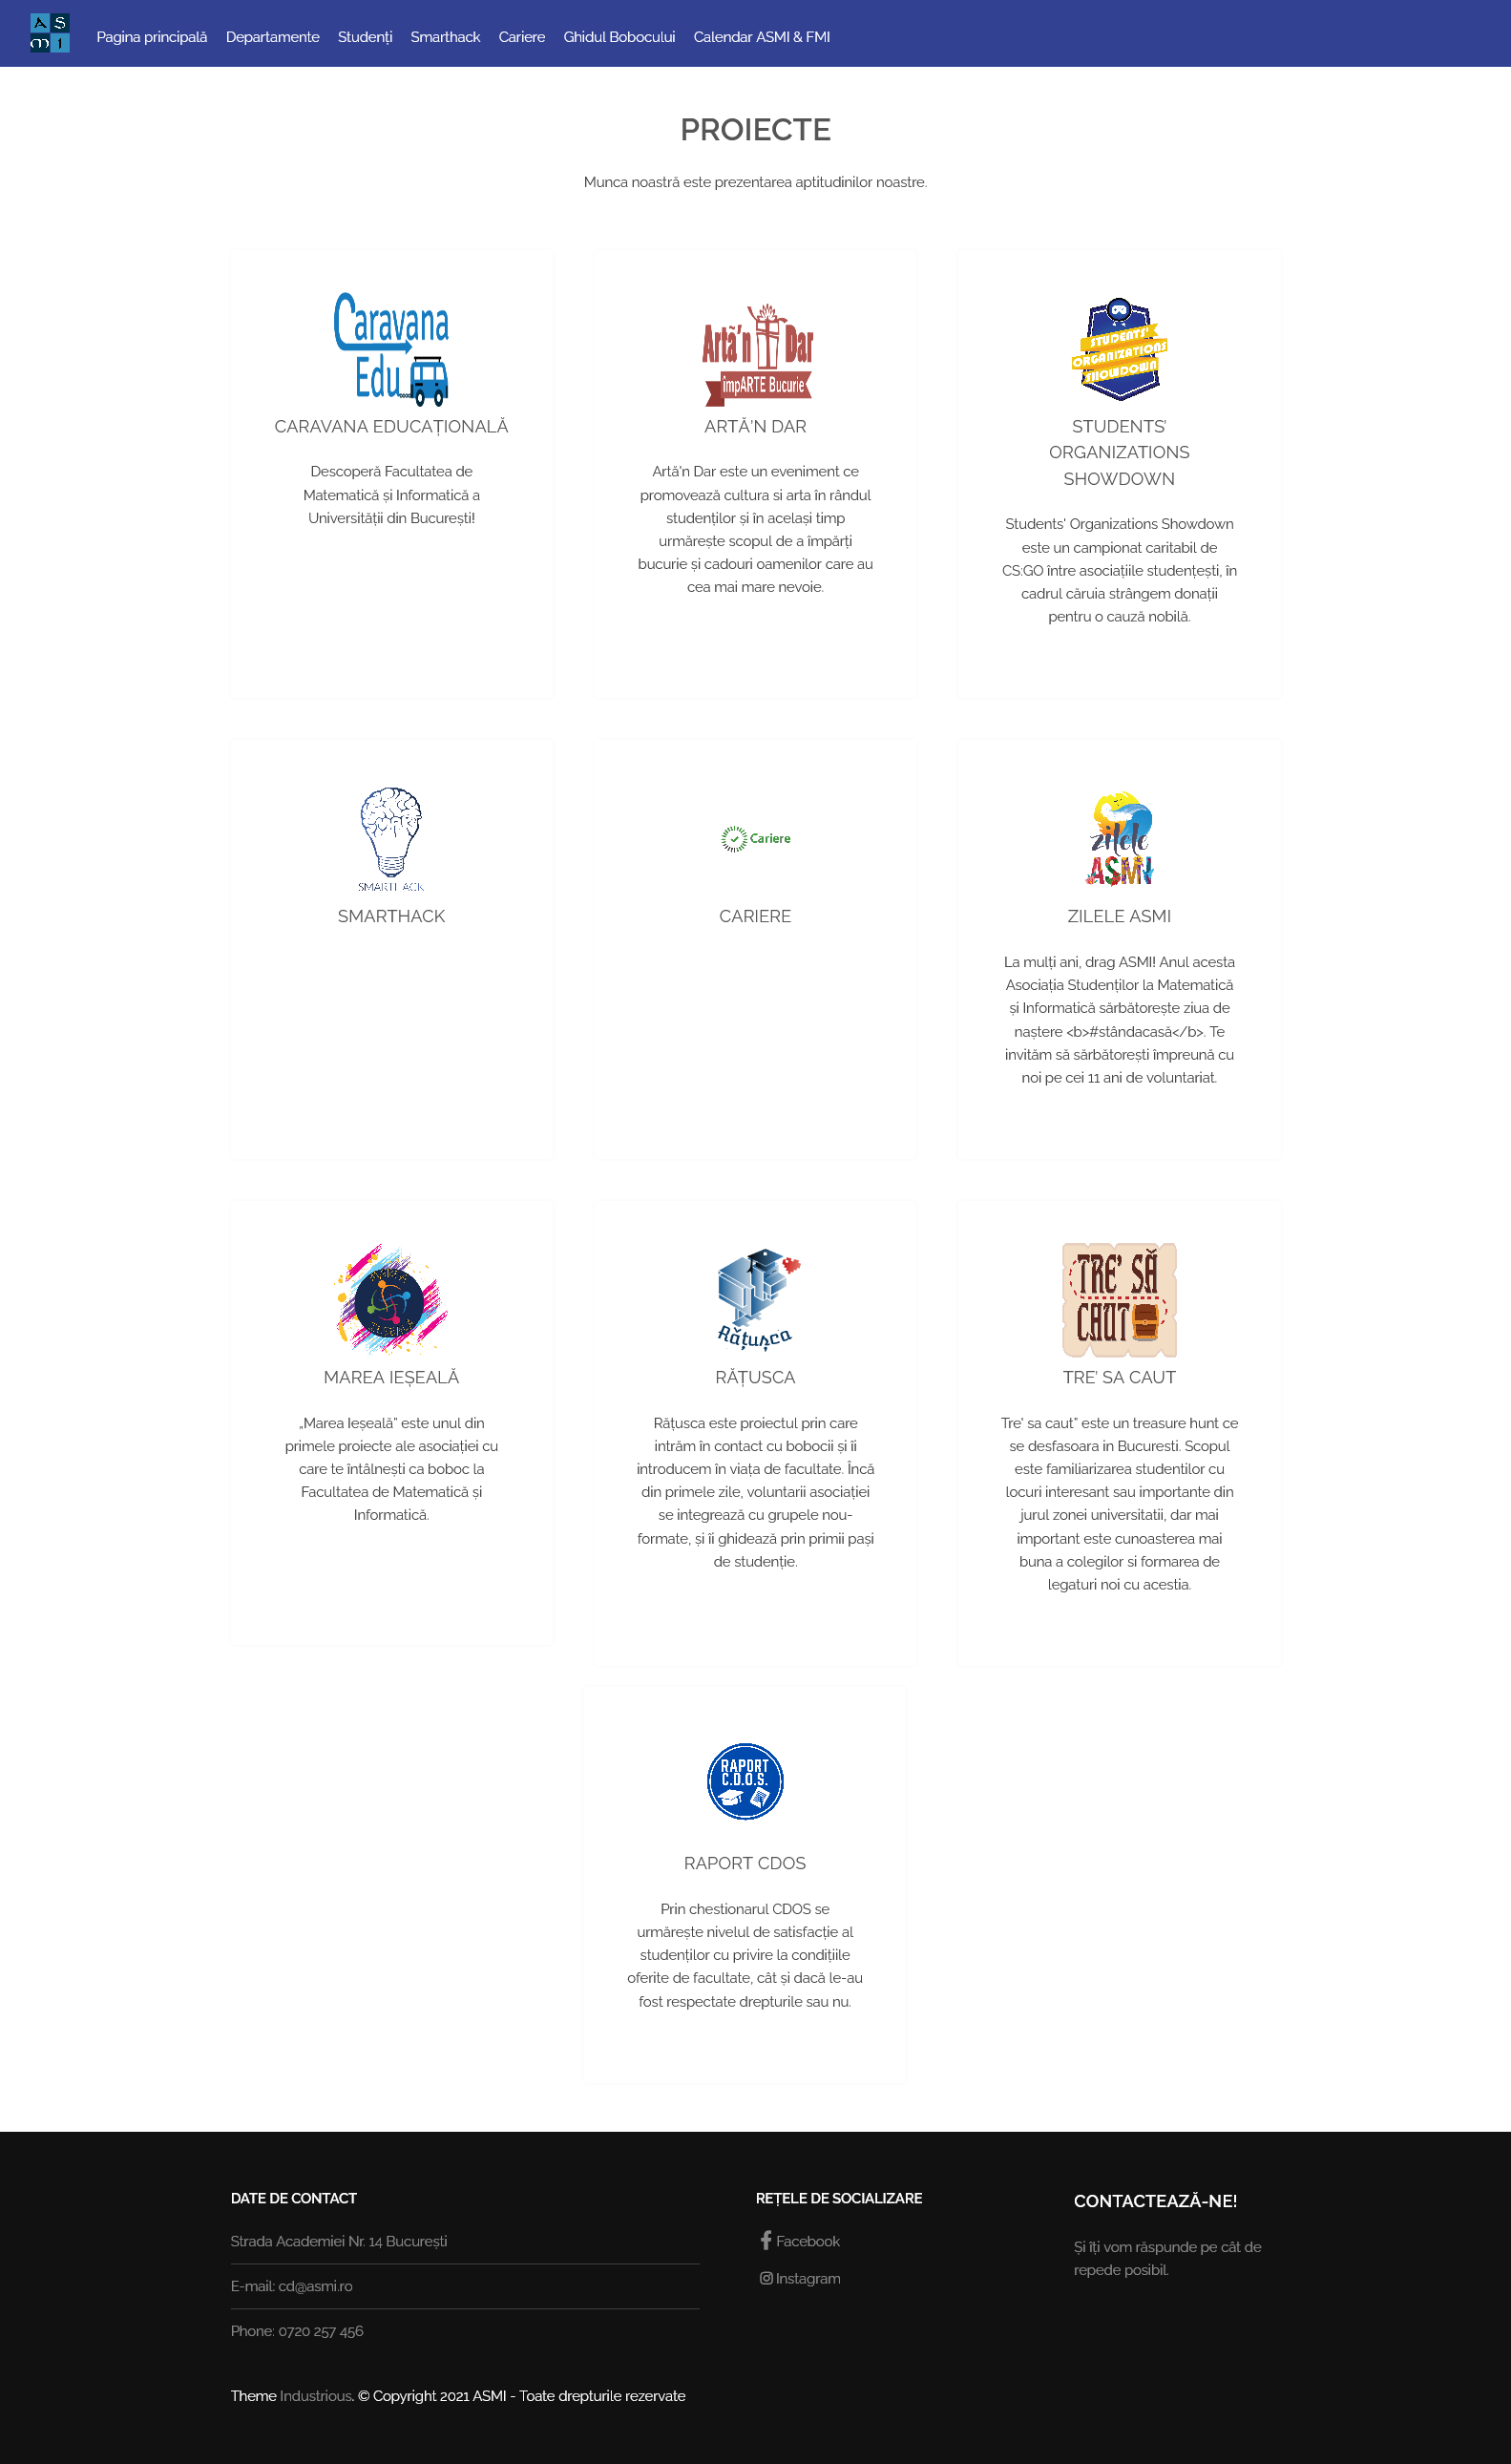 A S
m i
Pagina principală Departamente Studenți Smarthack Cariere Ghidul Bobocului Calendar ASMI & FMI
PROIECTE
Munca noastră este prezentarea aptitudinilor noastre.
Caravana
Edu
CARAVANA EDUCAȚIONALĂ
Descoperă Facultatea de
Matematică și Informatică a
Universității din București!
Artă'n Dar
împARTE Bucurie
ARTĂ'N DAR
Artă'n Dar este un eveniment ce
promovează cultura si arta în rândul
studenților și în același timp
urmărește scopul de a împărți
bucurie și cadouri oamenilor care au
cea mai mare nevoie.
STUDENTS'
ORGANIZATIONS
SHOWDOWN
STUDENTS'
ORGANIZATIONS
SHOWDOWN
Students' Organizations Showdown
este un campionat caritabil de
CS:GO între asociațiile studențești, în
cadrul căruia strângem donații
pentru o cauză nobilă.
SMARTHACK
SMARTHACK
Cariere
CARIERE
zilele
ASMI
ZILELE ASMI
La mulți ani, drag ASMI! Anul acesta
Asociația Studenților la Matematică
și Informatică sărbătorește ziua de
naștere <b>#stândacasă</b>. Te
invităm să sărbătorești împreună cu
noi pe cei 11 ani de voluntariat.
MAREA IEȘEALĂ
„Marea Ieșeală” este unul din
primele proiecte ale asociației cu
care te întâlnești ca boboc la
Facultatea de Matematică și
Informatică.
Rățușca
RĂȚUSCA
Rățusca este proiectul prin care
intrăm în contact cu bobocii și îi
introducem în viața de facultate. Încă
din primele zile, voluntarii asociației
se integrează cu grupele nou-
formate, și îi ghidează prin primii pași
de studenție.
TRE' SĂ
CAUT
TRE' SA CAUT
Tre' sa caut” este un treasure hunt ce
se desfasoara in Bucuresti. Scopul
este familiarizarea studentilor cu
locuri interesant sau importante din
jurul zonei universitatii, dar mai
important este cunoasterea mai
buna a colegilor si formarea de
legaturi noi cu acestia.
RAPORT
C.D.O.S.
RAPORT CDOS
Prin chestionarul CDOS se
urmărește nivelul de satisfacție al
studenților cu privire la condițiile
oferite de facultate, cât și dacă le-au
fost respectate drepturile sau nu.
DATE DE CONTACT
Strada Academiei Nr. 14 București
E-mail: cd@asmi.ro
Phone: 0720 257 456
REȚELE DE SOCIALIZARE
Facebook
Instagram
CONTACTEAZĂ-NE!
Și îți vom răspunde pe cât de
repede posibil.
Theme Industrious. © Copyright 2021 ASMI - Toate drepturile rezervate